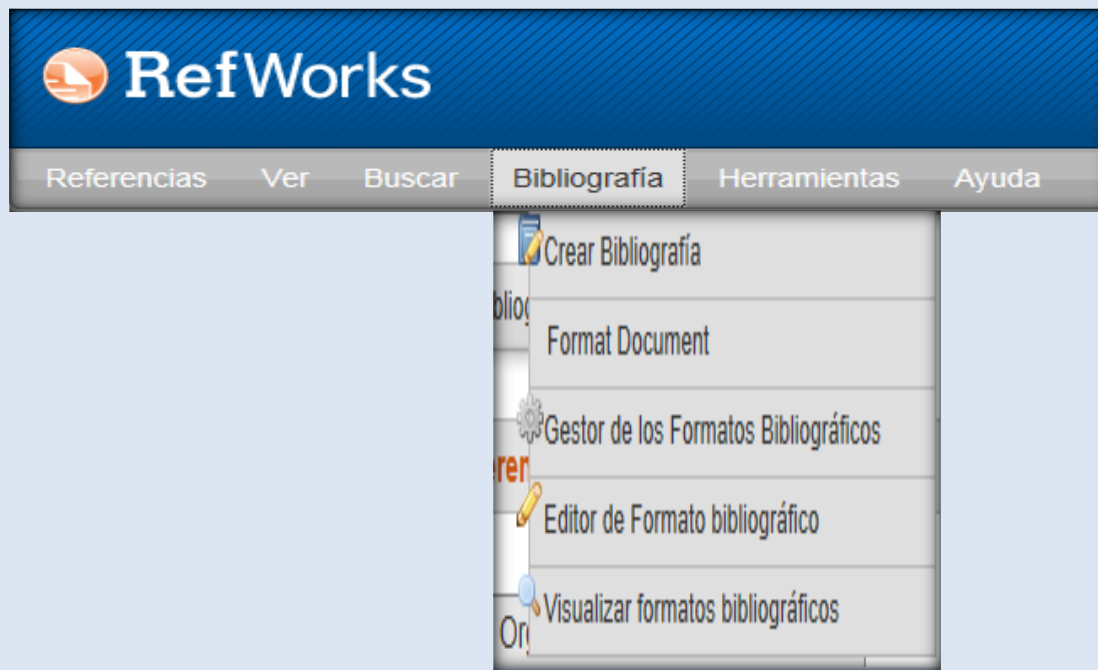 RefWorks
Referencias Ver Buscar Bibliografía Herramientas Ayuda
Crear Bibliografía
Format Document
Gestor de los Formatos Bibliográficos
Editor de Formato bibliográfico
Visualizar formatos bibliográficos